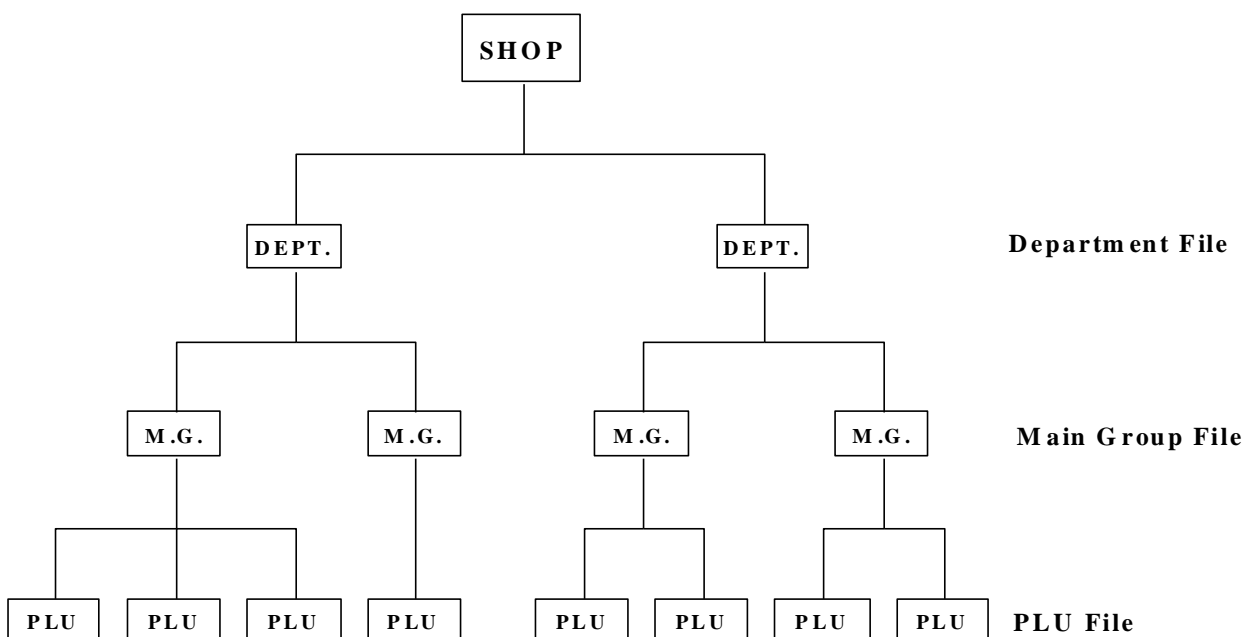 SHOP
DEPT. DEPT. Department File
M.G. M.G. M.G. M.G. Main Group File
PLU PLU PLU PLU PLU PLU PLU PLU PLU File